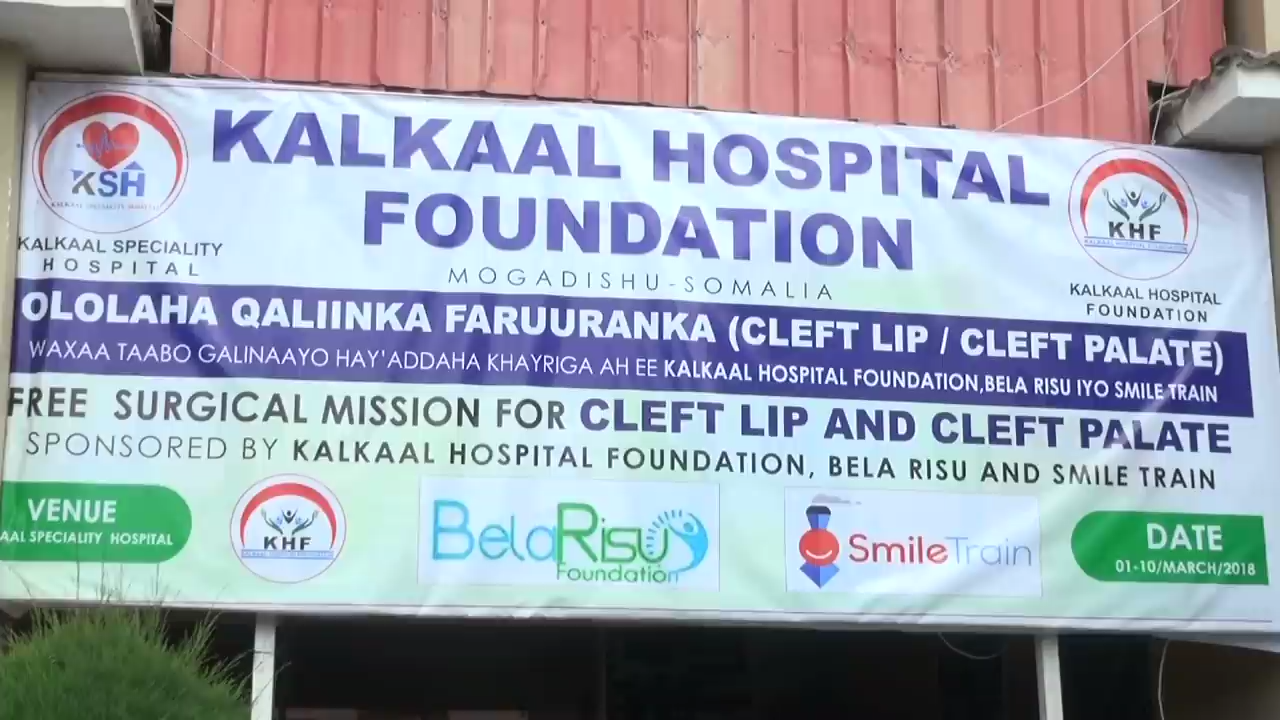 KALKAAL HOSPITAL
FOUNDATION
MOGADISHU-SOMALIA
KSH
KALKAAL SPECIALITY
HOSPITAL
KHF
KALKAAL HOSPITAL FOUNDATION
KALKAAL HOSPITAL
FOUNDATION
OLOLAHA QALIINKA FARUURANKA (CLEFT LIP / CLEFT PALATE)
WAXAA TAABO GALINAAYO HAY'ADDAHA KHAYRIGA AH EE KALKAAL HOSPITAL FOUNDATION,BELA RISU IYO SMILE TRAIN
FREE SURGICAL MISSION FOR CLEFT LIP AND CLEFT PALATE
SPONSORED BY KALKAAL HOSPITAL FOUNDATION, BELA RISU AND SMILE TRAIN
VENUE
AAL SPECIALITY HOSPITAL
KHF
BelaRisu
Foundation
SmileTrain
DATE
01-10/MARCH/2018